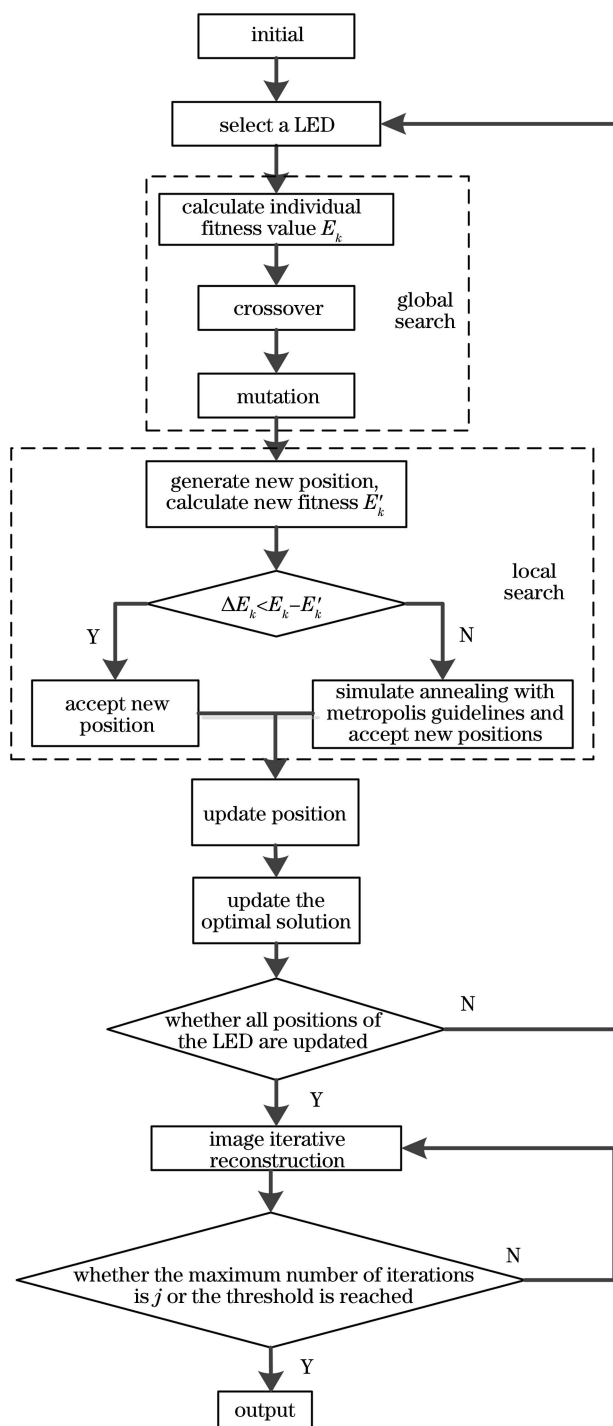 initial
select a LED
calculate individual
fitness value E_k
crossover
global
search
mutation
generate new position,
calculate new fitness E′_k
local
search
ΔE_k<E_k−E′_k
Y
N
accept new
position
simulate annealing with
metropolis guidelines and
accept new positions
update position
update the
optimal solution
N
whether all positions of
the LED are updated
Y
image iterative
reconstruction
N
whether the maximum number of iterations
is j or the threshold is reached
Y
output